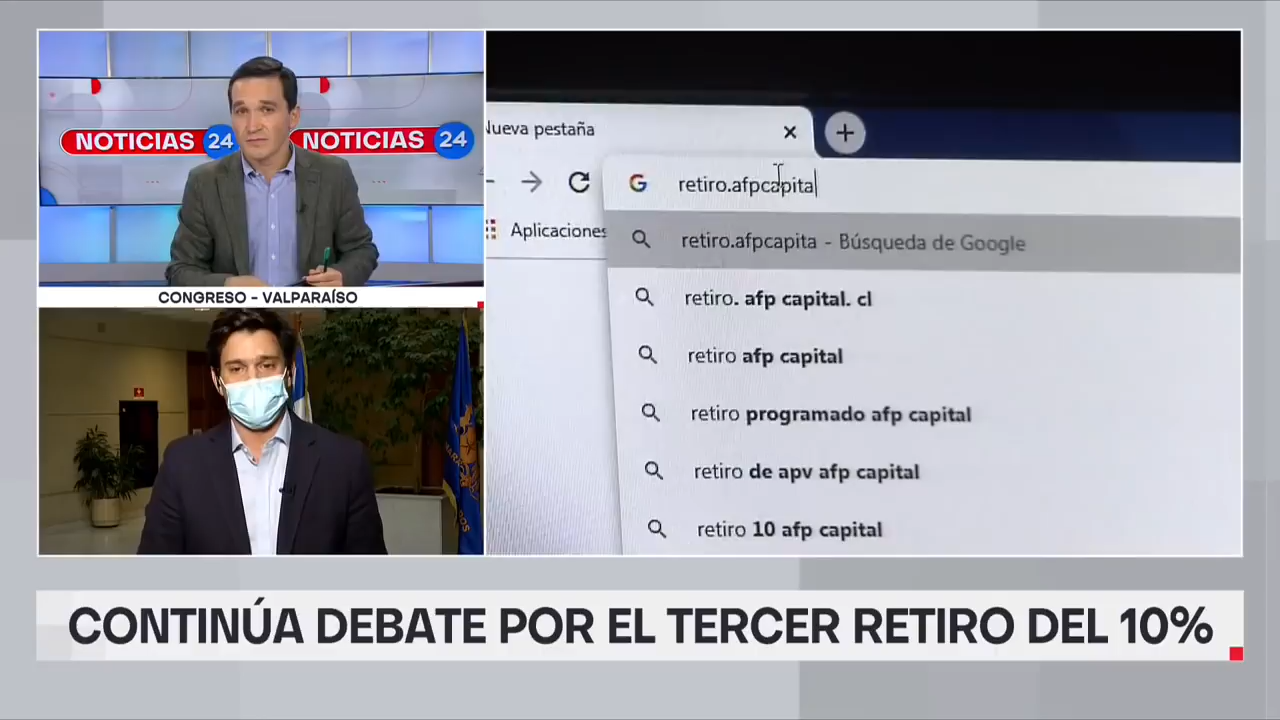 NOTICIAS 24
NOTICIAS 24
CONGRESO - VALPARAÍSO
Nueva pestaña
retiro.afpcapita
Aplicaciones
retiro.afpcapita - Búsqueda de Google
retiro. afp capital. cl
retiro afp capital
retiro programado afp capital
retiro de apv afp capital
retiro 10 afp capital
CONTINÚA DEBATE POR EL TERCER RETIRO DEL 10%